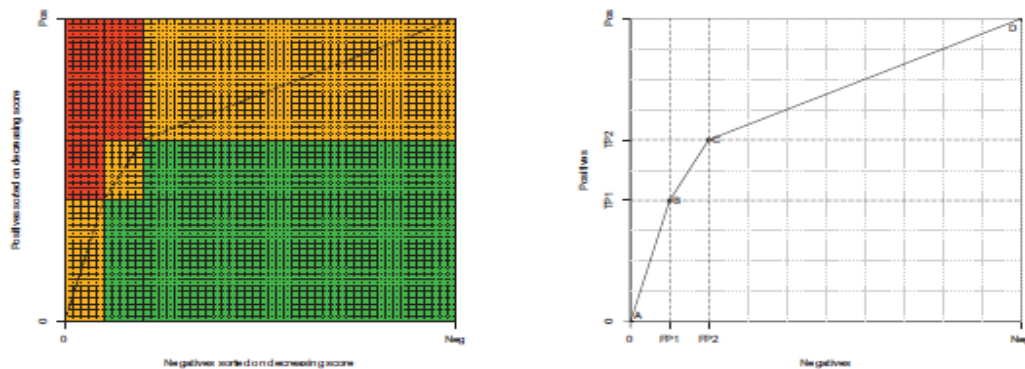 Pos
Positives sorted on decreasing score
0
0
Neg
Negatives sorted on decreasing score
Pos
TP2
Positives
TP1
0
A
B
C
D
0
FP1
FP2
Neg
Negatives